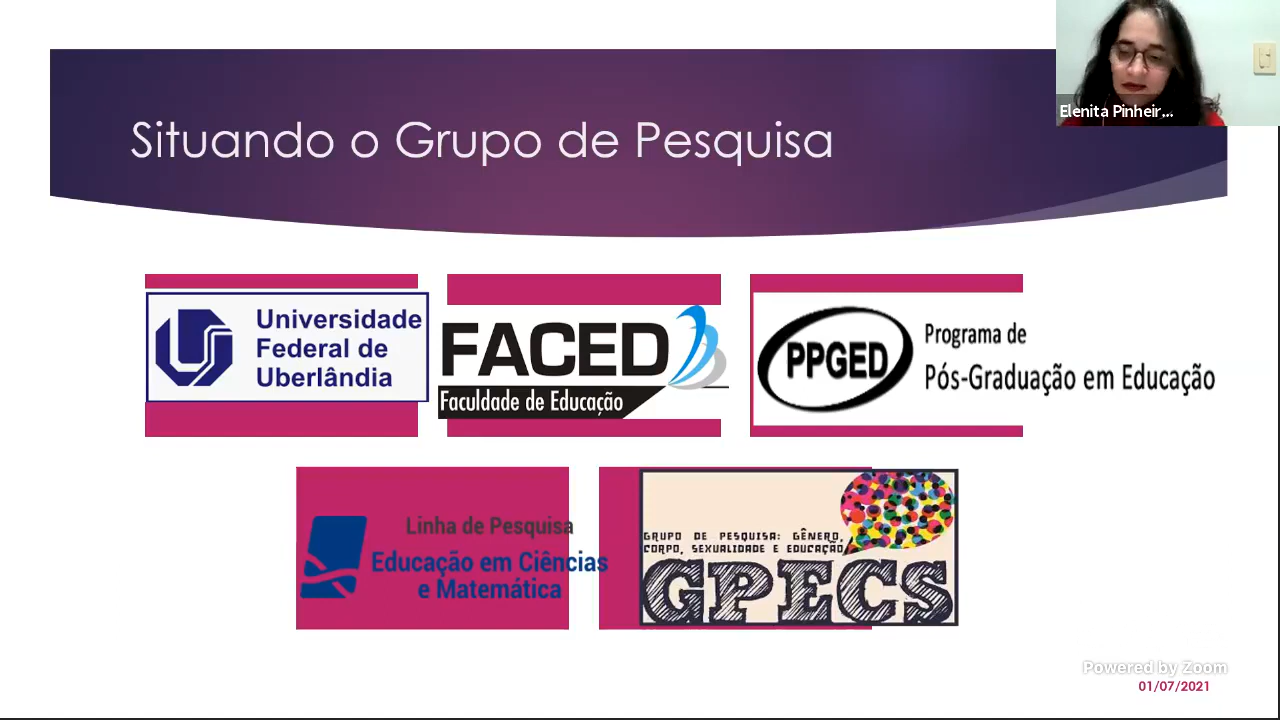 Elenita Pinheir...
Situando o Grupo de Pesquisa
Universidade
Federal de
Uberlândia
FACED
Faculdade de Educação
PPGED
Programa de
Pós-Graduação em Educação
Linha de Pesquisa
Educação em Ciências
e Matemática
GRUPO DE PESQUISA: GÊNERO,
CORPO, SEXUALIDADE E EDUCAÇÃO
GPECS
Powered by Zoom
01/07/2021